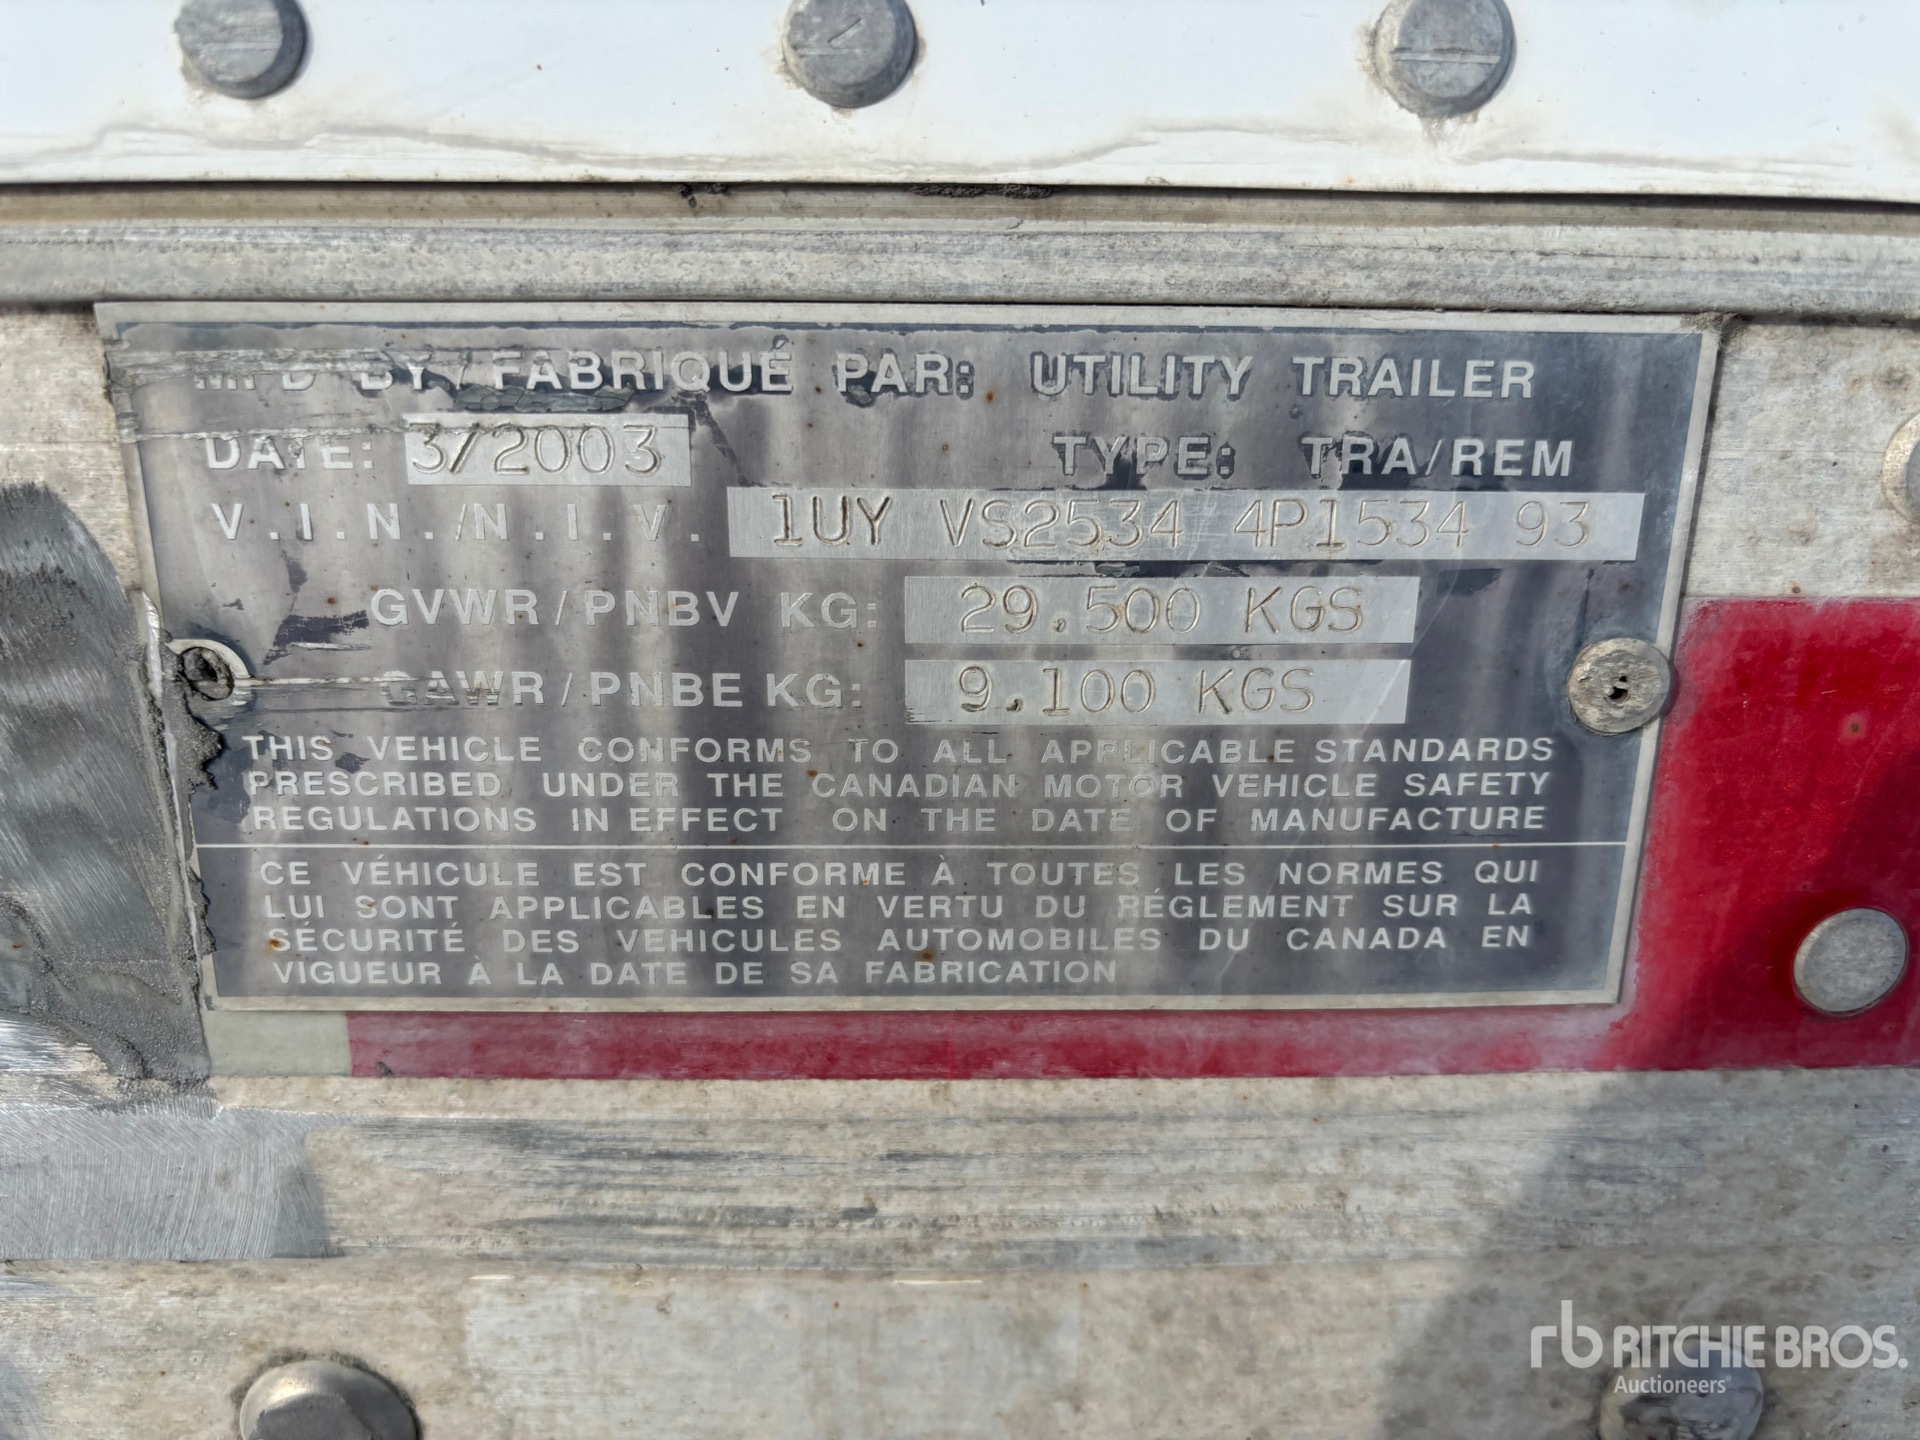 MFD BY / FABRIQUÉ PAR: UTILITY TRAILER
DATE: 3/2003 TYPE: TRA/REM
V.I.N./N.I.V. 1UY VS2534 4P1534 93
GVWR/PNBV KG: 29.500 KGS
GAWR/PNBE KG: 9.100 KGS
THIS VEHICLE CONFORMS TO ALL APPLICABLE STANDARDS
PRESCRIBED UNDER THE CANADIAN MOTOR VEHICLE SAFETY
REGULATIONS IN EFFECT ON THE DATE OF MANUFACTURE
CE VÉHICULE EST CONFORME À TOUTES LES NORMES QUI
LUI SONT APPLICABLES EN VERTU DU RÉGLEMENT SUR LA
SÉCURITÉ DES VEHICULES AUTOMOBILES DU CANADA EN
VIGUEUR À LA DATE DE SA FABRICATION
rb RITCHIE BROS.
Auctioneers